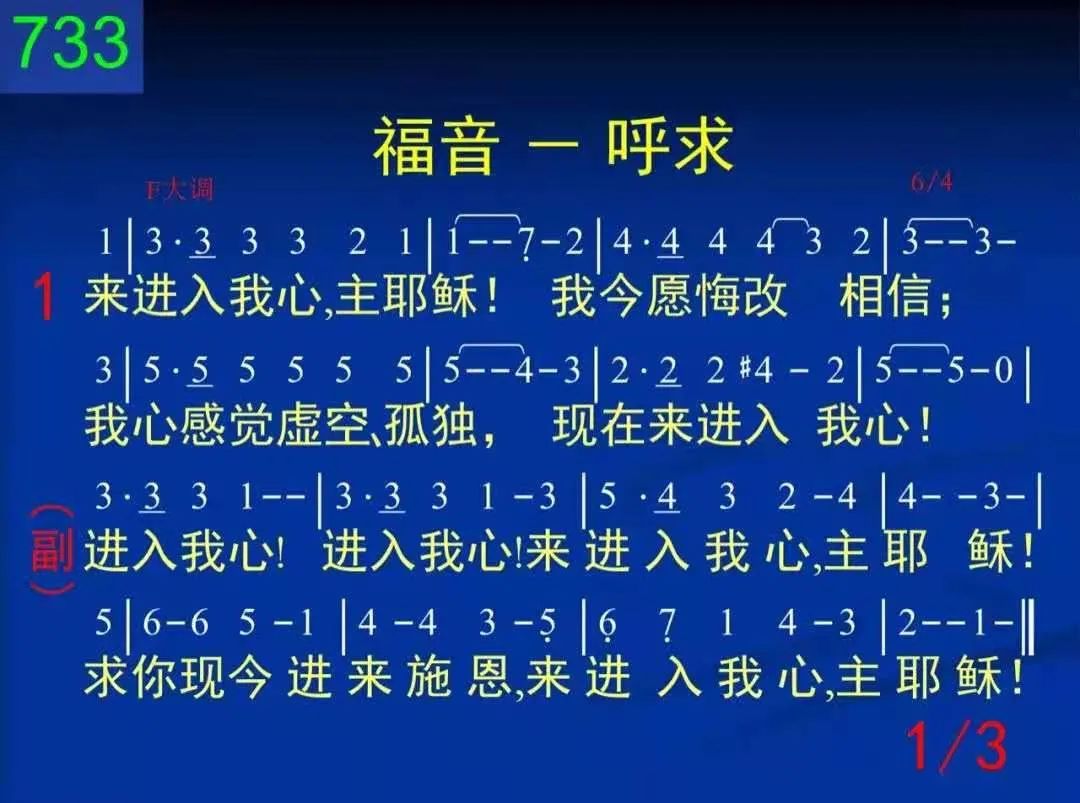 733
福音 － 呼求
F大调 6/4
1|3·3 3 3 2 1|1--7-2|4·4 4 4 3 2|3--3-
1 来进入我心,主耶稣！ 我今愿悔改 相信；
3|5·5 5 5 5 5|5--4-3|2·2 2 #4 - 2|5--5-0|
我心感觉虚空、孤独， 现在来进入 我心！
3·3 3 1--|3·3 3 1 -3|5 ·4 3 2 -4|4- -3-|
（副） 进入我心! 进入我心!来 进 入 我 心,主 耶 稣！
5|6-6 5 -1 |4 -4 3 -5|6 7 1 4 -3|2--1-‖
求你现今 进 来 施 恩,来 进 入 我 心,主 耶 稣！
1/3